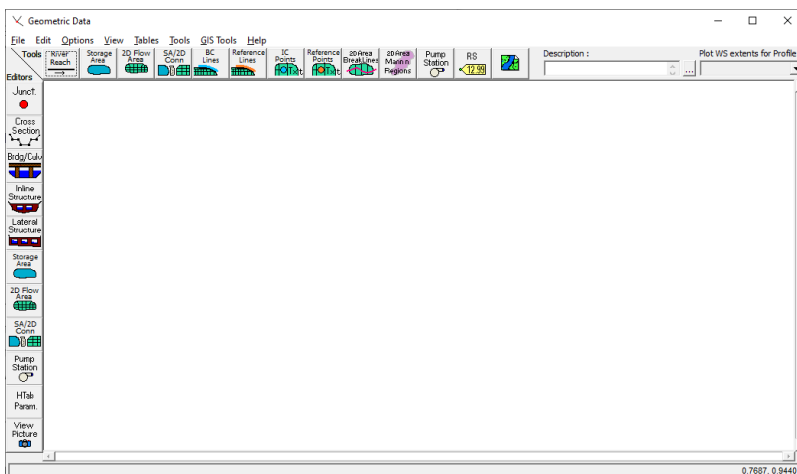 Geometric Data
File Edit Options View Tables Tools GIS Tools Help
Tools
Editors
River
Reach
Storage
Area
2D Flow
Area
SA/2D
Conn
BC
Lines
Reference
Lines
IC
Points
Reference
Points
2D Area
BreakLines
2D Area
Mann n
Regions
Pump
Station
RS
12.99
Description :
...
Plot WS extents for Profile
Junct.
Cross
Section
Brdg/Culv
Inline
Structure
Lateral
Structure
Storage
Area
2D Flow
Area
SA/2D
Conn
Pump
Station
HTab
Param.
View
Picture
0.7687, 0.9440